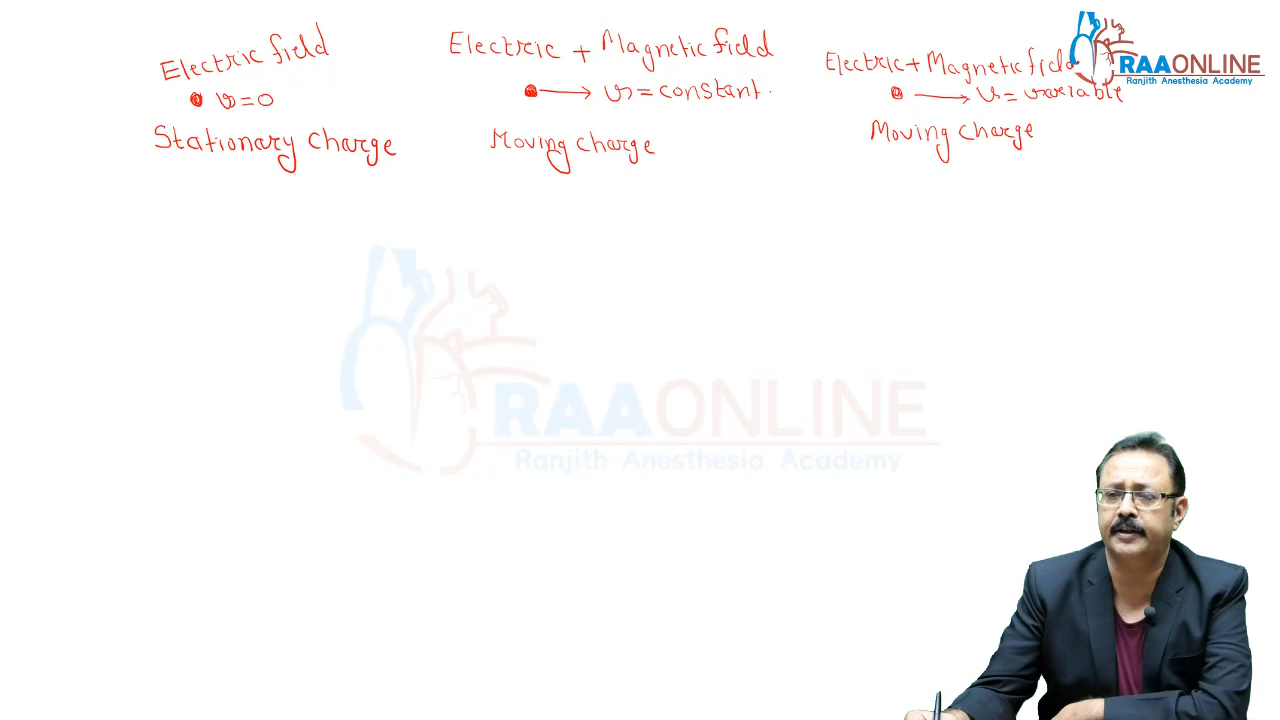 Electric field
v=0
Stationary charge
Electric + Magnetic field
v=constant.
Moving charge
Electric+Magnetic field
v=variable
Moving charge
RAAONLINE
Ranjith Anesthesia Academy
RAAONLINE
Ranjith Anesthesia Academy